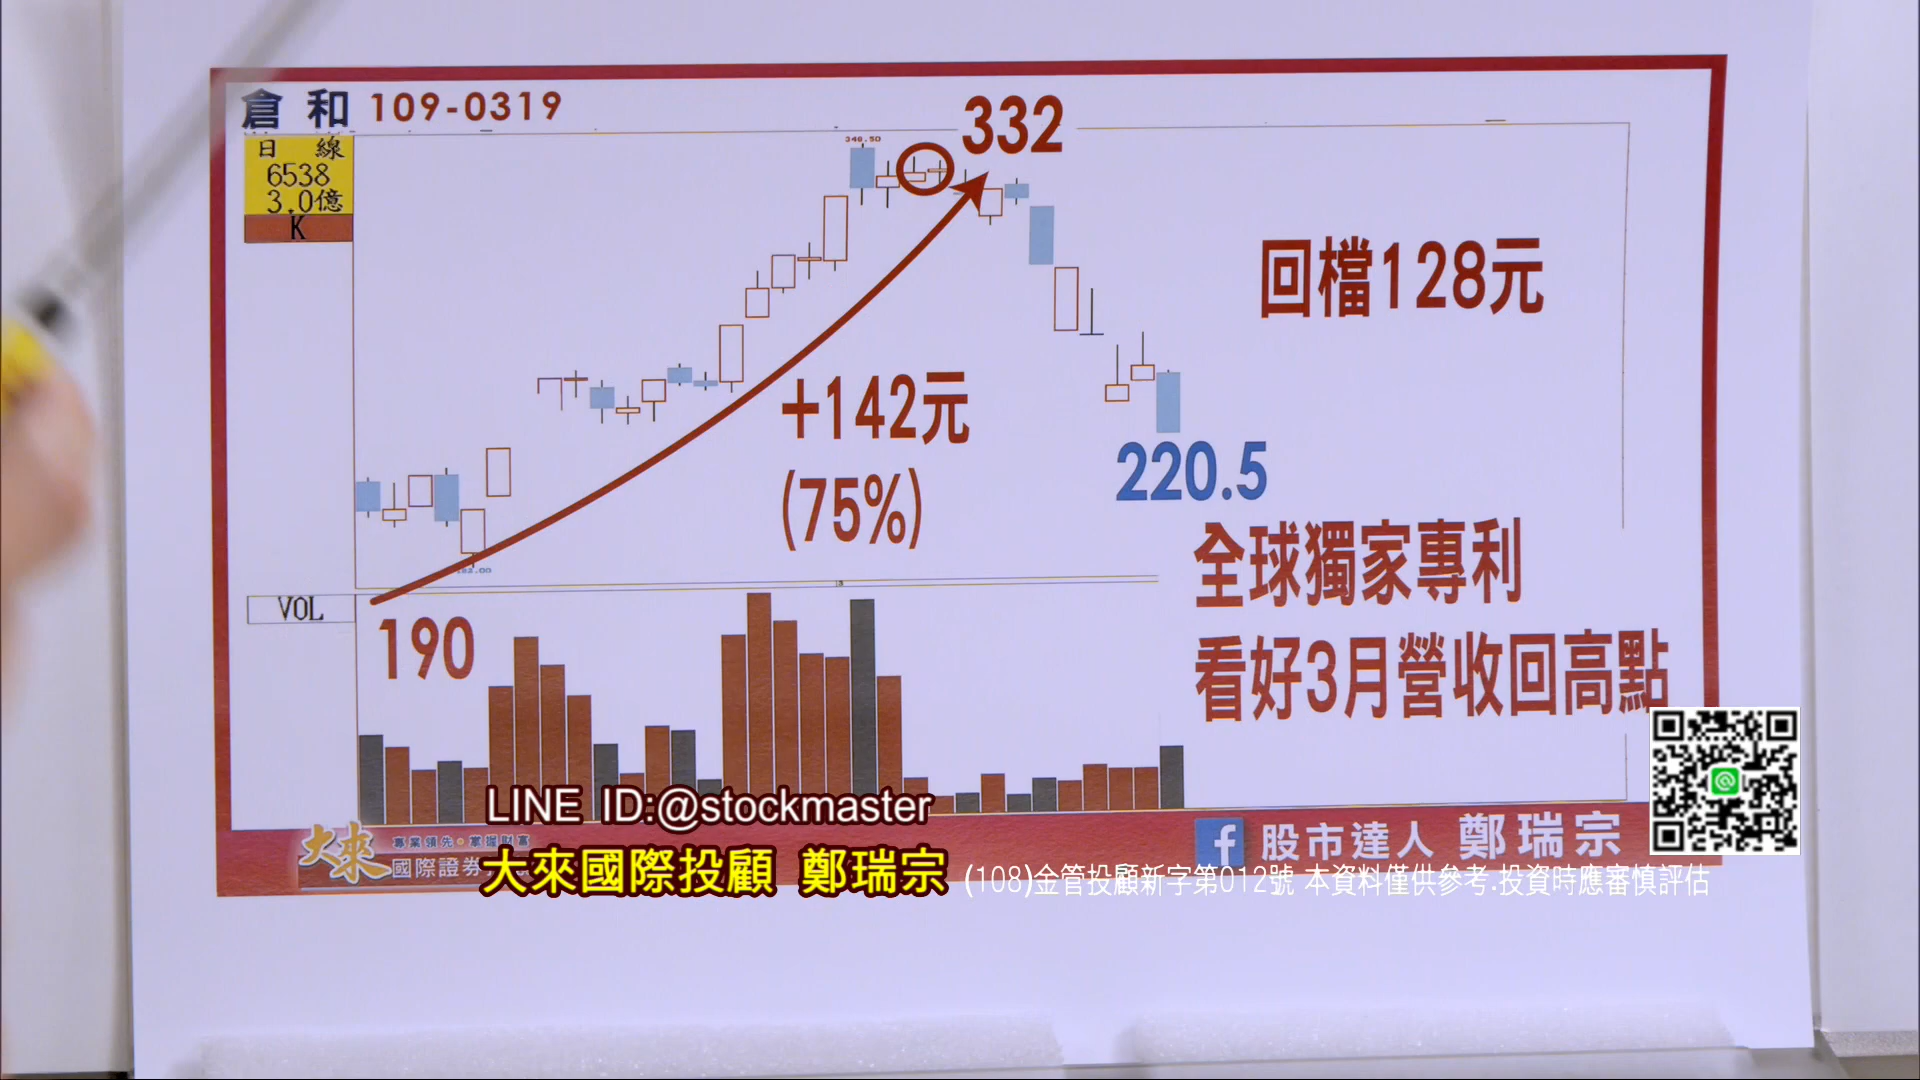 倉和 109-0319
日線
6538
3.0億
K
348.50
332
回檔128元
+142元
(75%)
220.5
全球獨家專利
看好3月營收回高點
VOL
190
LINE ID:@stockmaster
大來
專業領先・掌握財富
國際證券
股市達人 鄭瑞宗
大來國際投顧 鄭瑞宗
(108)金管投顧新字第012號 本資料僅供參考.投資時應審慎評估